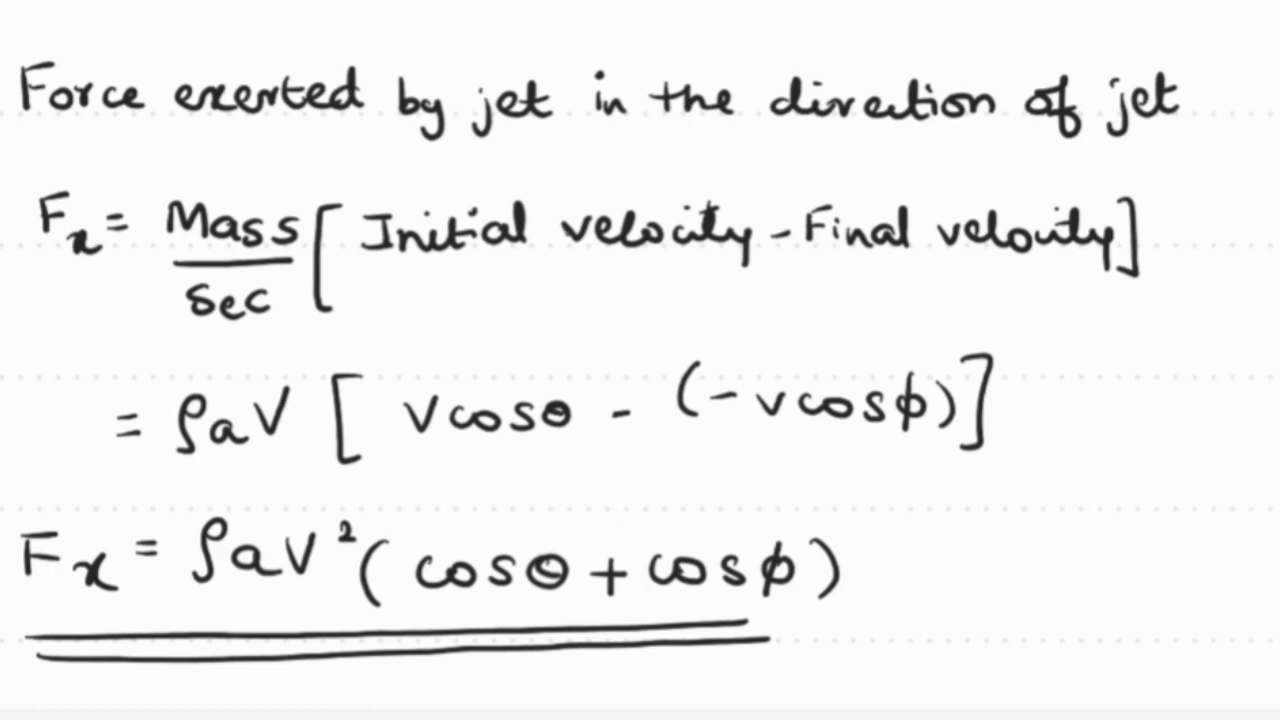 Force exerted by jet in the direction of jet
Fx = Mass/sec [Initial velocity - Final velocity]
= ρaV [Vcosθ - (-vcosϕ)]
Fx = ρaV²(cosθ + cosϕ)